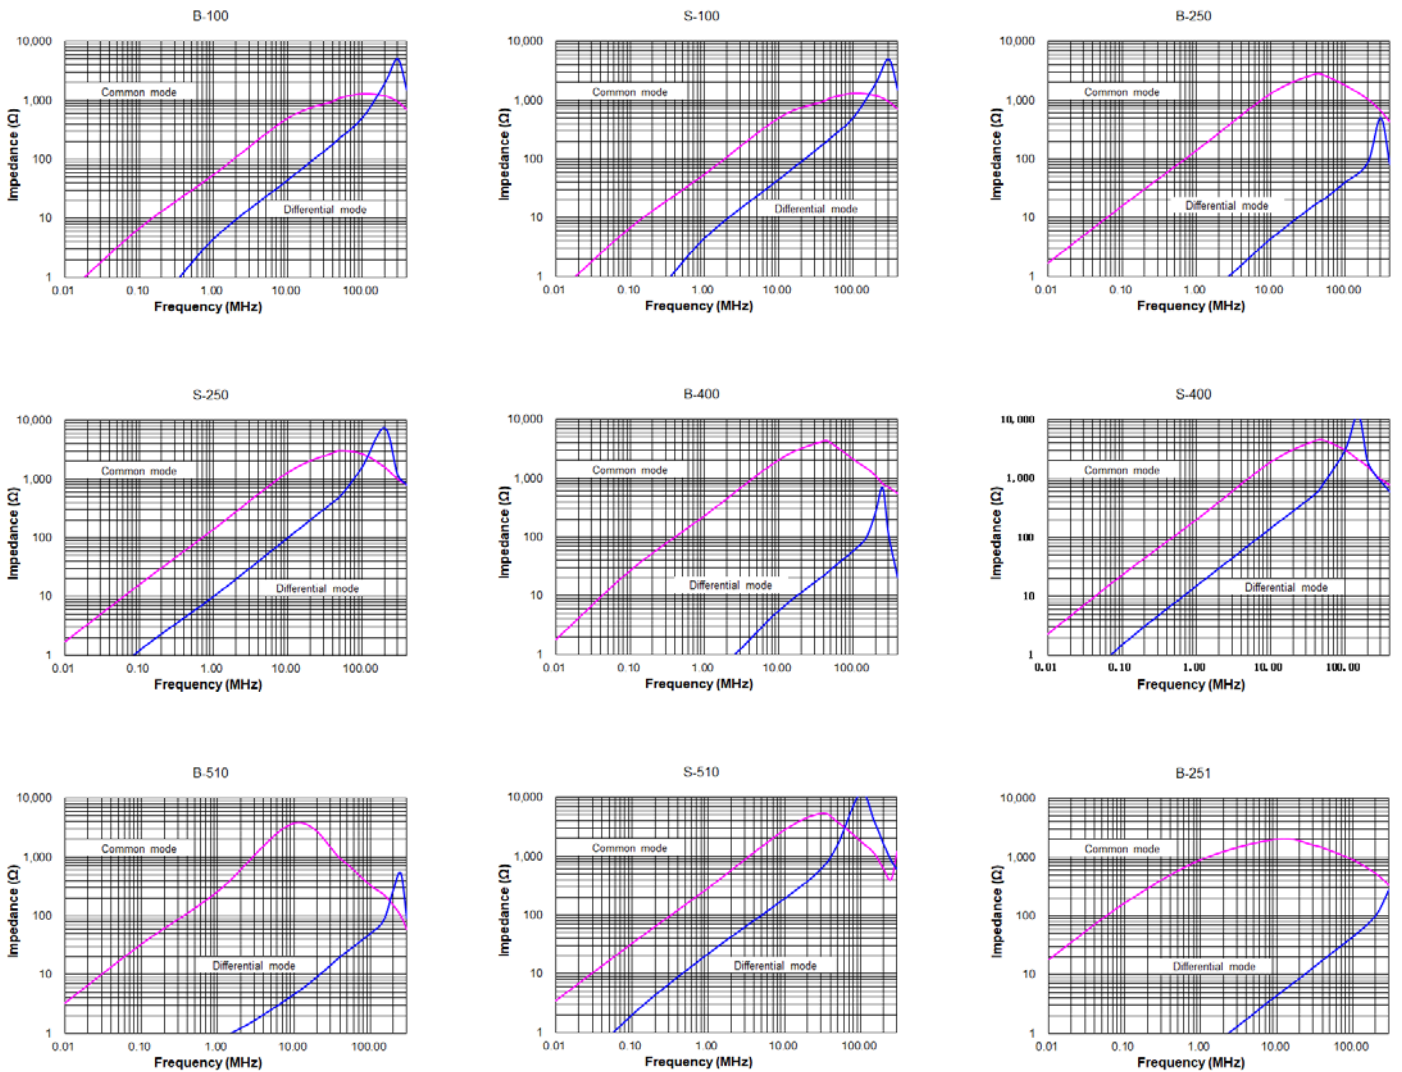 B-100
10,000
1,000
100
10
1
Impedance (Ω)
Common mode
Differential mode
0.01 0.10 1.00 10.00 100.00
Frequency (MHz)
S-100
10,000
1,000
100
10
1
Impedance (Ω)
Common mode
Differential mode
0.01 0.10 1.00 10.00 100.00
Frequency (MHz)
B-250
10,000
1,000
100
10
1
Impedance (Ω)
Common mode
Differential mode
0.01 0.10 1.00 10.00 100.00
Frequency (MHz)
S-250
10,000
1,000
100
10
1
Impedance (Ω)
Common mode
Differential mode
0.01 0.10 1.00 10.00 100.00
Frequency (MHz)
B-400
10,000
1,000
100
10
1
Impedance (Ω)
Common mode
Differential mode
0.01 0.10 1.00 10.00 100.00
Frequency (MHz)
S-400
10,000
1,000
100
10
1
Impedance (Ω)
Common mode
Differential mode
0.01 0.10 1.00 10.00 100.00
Frequency (MHz)
B-510
10,000
1,000
100
10
1
Impedance (Ω)
Common mode
Differential mode
0.01 0.10 1.00 10.00 100.00
Frequency (MHz)
S-510
10,000
1,000
100
10
1
Impedance (Ω)
Common mode
Differential mode
0.01 0.10 1.00 10.00 100.00
Frequency (MHz)
B-251
10,000
1,000
100
10
1
Impedance (Ω)
Common mode
Differential mode
0.01 0.10 1.00 10.00 100.00
Frequency (MHz)